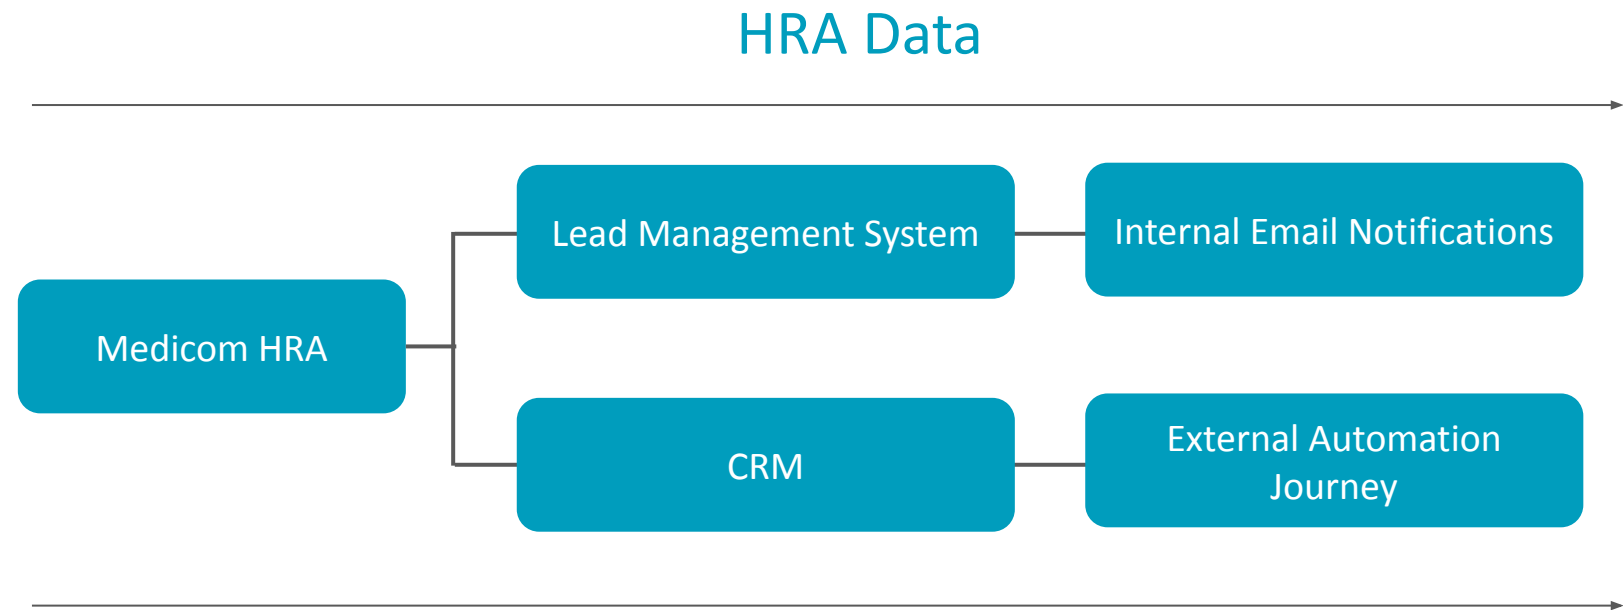 HRA Data
Lead Management System
Internal Email Notifications
Medicom HRA
CRM
External Automation
Journey